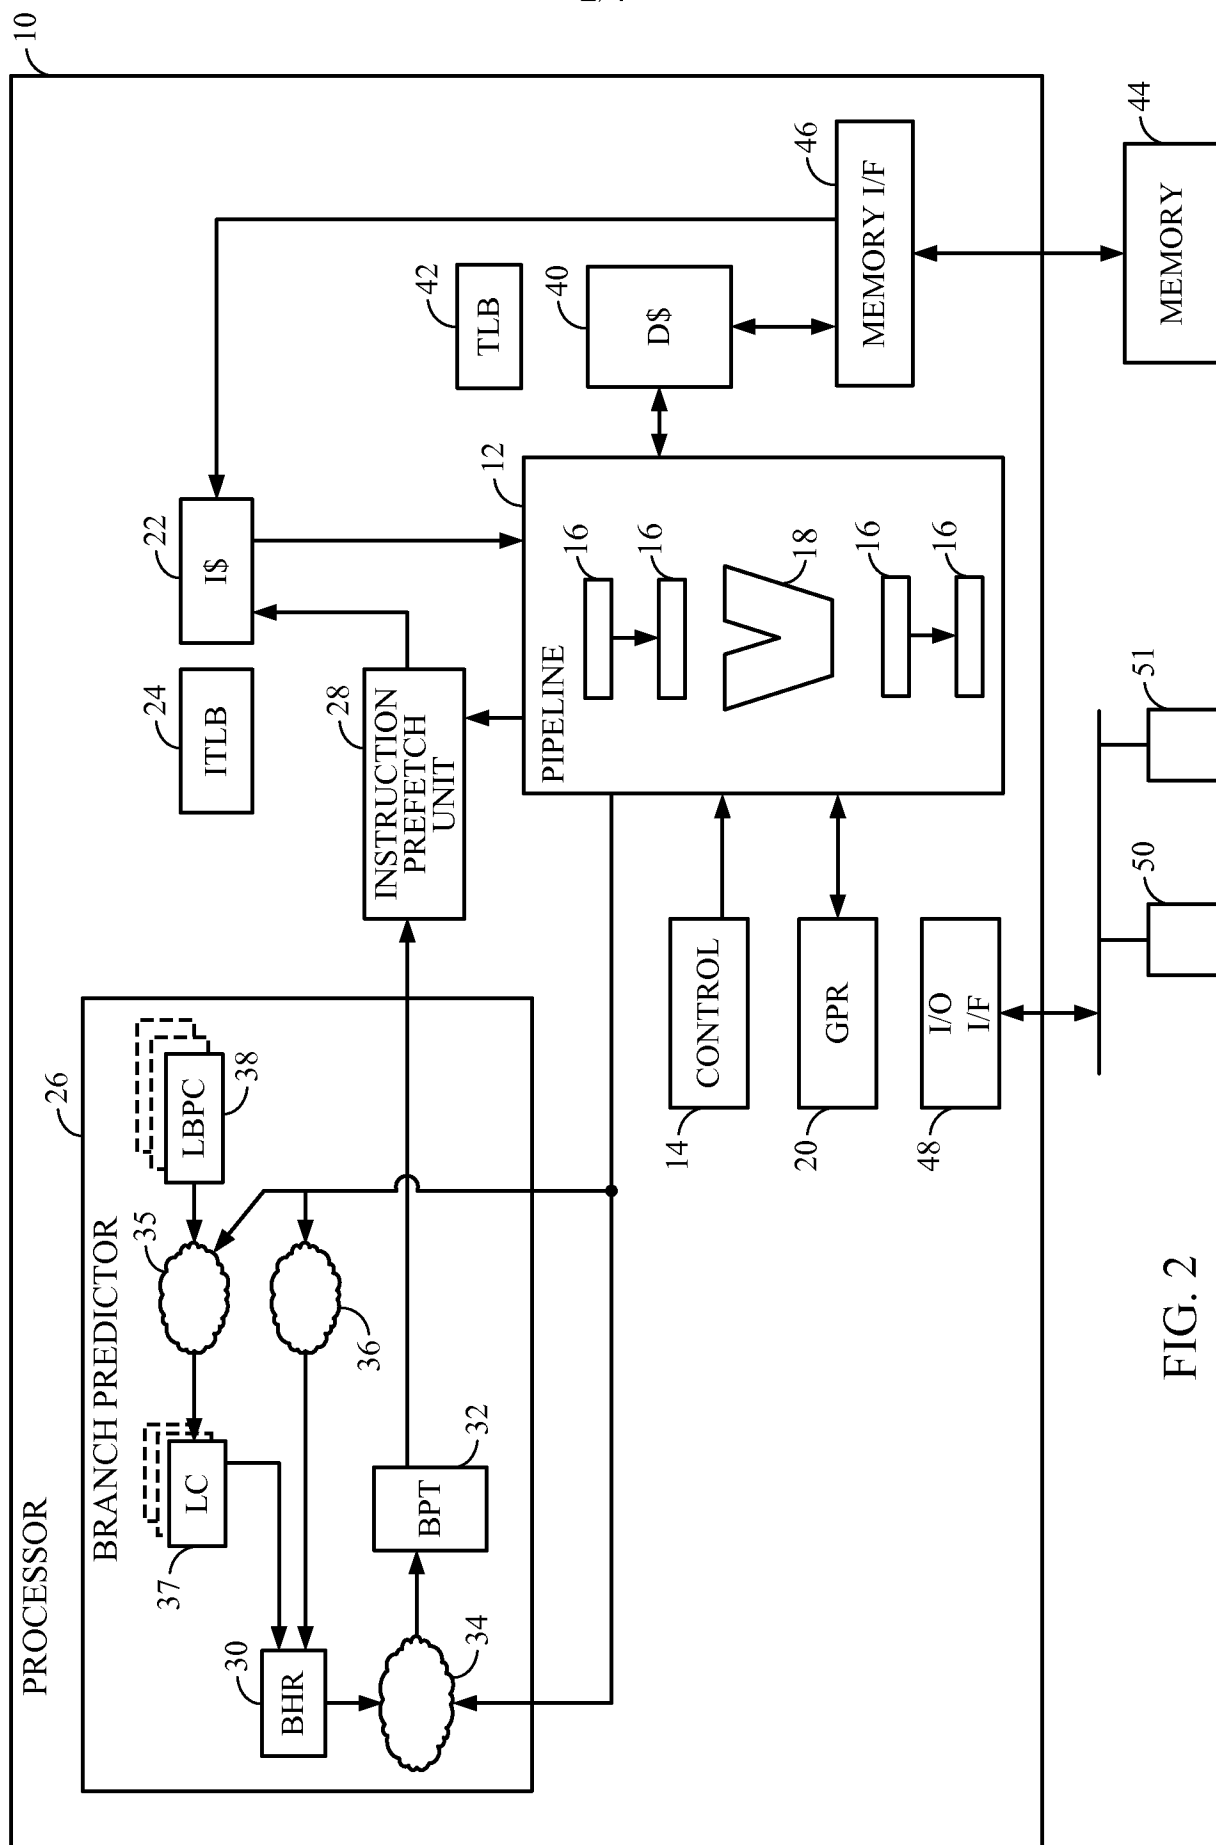 PROCESSOR
10
BRANCH PREDICTOR
26
LC
37
35
LBPC
38
BHR
30
36
34
BPT
32
ITLB
24
I$
22
INSTRUCTION
PREFETCH
UNIT
28
TLB
42
D$
40
MEMORY I/F
46
PIPELINE
12
16
16
18
16
16
CONTROL
14
GPR
20
I/O
I/F
48
MEMORY
44
50
51
FIG. 2